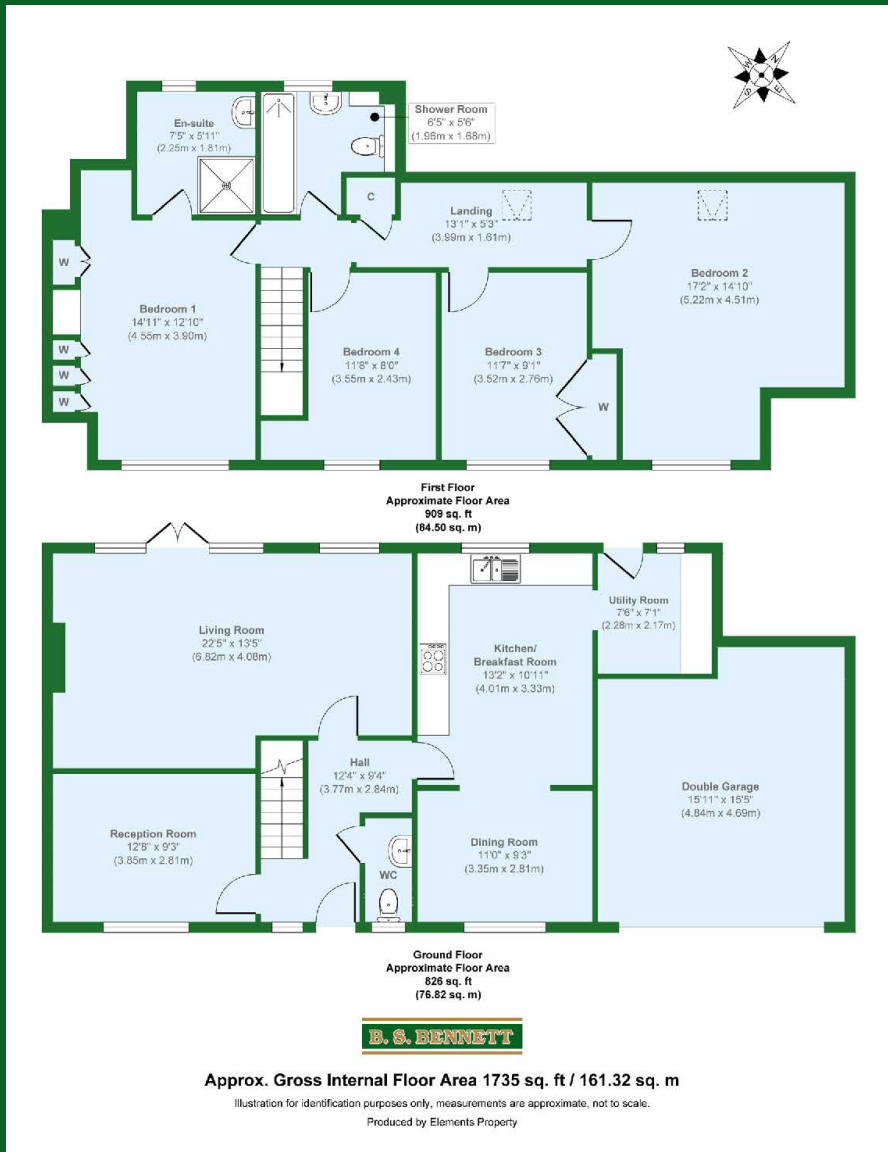 N
W
E
S
En-suite
7'5" x 5'11"
(2.25m x 1.81m)
Shower Room
6'5" x 5'6"
(1.96m x 1.68m)
C
Landing
13'1" x 5'3"
(3.99m x 1.61m)
W
Bedroom 1
14'11" x 12'10"
(4.55m x 3.90m)
W
W
W
Bedroom 4
11'8" x 8'0"
(3.55m x 2.43m)
Bedroom 3
11'7" x 9'1"
(3.52m x 2.76m)
W
Bedroom 2
17'2" x 14'10"
(5.22m x 4.51m)
First Floor
Approximate Floor Area
909 sq. ft
(84.50 sq. m)
Living Room
22'5" x 13'5"
(6.82m x 4.08m)
Kitchen/
Breakfast Room
13'2" x 10'11"
(4.01m x 3.33m)
Utility Room
7'6" x 7'1"
(2.28m x 2.17m)
Hall
12'4" x 9'4"
(3.77m x 2.84m)
Double Garage
15'11" x 15'5"
(4.84m x 4.69m)
Reception Room
12'8" x 9'3"
(3.85m x 2.81m)
WC
Dining Room
11'0" x 9'3"
(3.35m x 2.81m)
Ground Floor
Approximate Floor Area
826 sq. ft
(76.82 sq. m)
B. S. BENNETT
Approx. Gross Internal Floor Area 1735 sq. ft / 161.32 sq. m
Illustration for identification purposes only, measurements are approximate, not to scale.
Produced by Elements Property